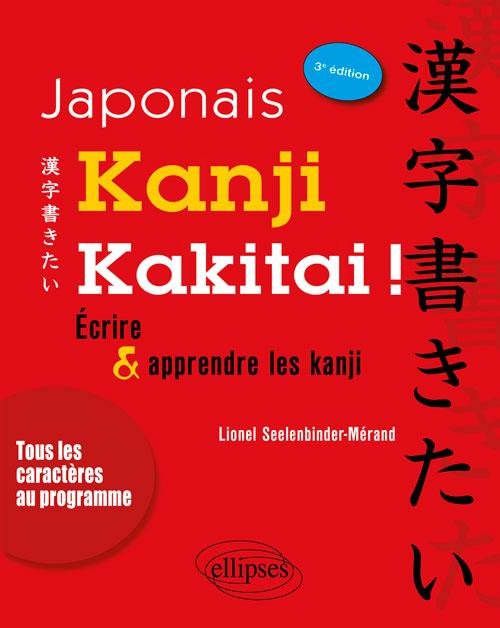 3e édition
Japonais
漢字書きたい
Kanji
Kakitai !
Écrire
& apprendre les kanji
Lionel Seelenbinder-Mérand
Tous les
caractères
au programme
ellipses
漢字書きたい